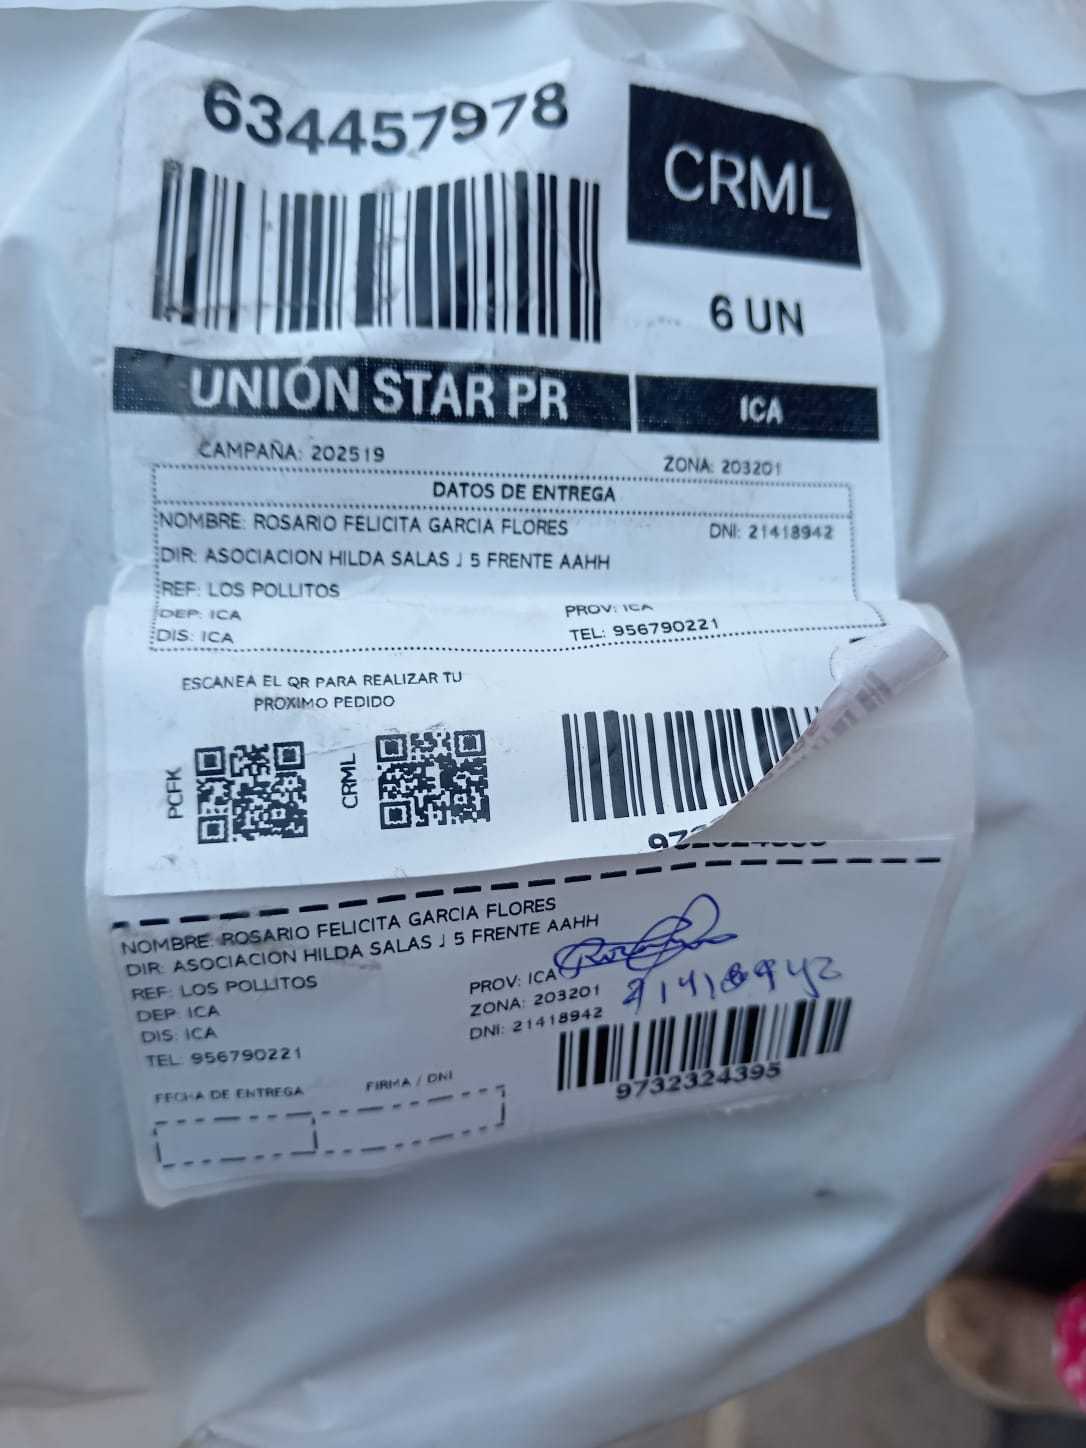 634457978
CRML
6 UN
UNIÓN STAR PR
ICA
CAMPAÑA: 202519
ZONA: 203201
DATOS DE ENTREGA
NOMBRE: ROSARIO FELICITA GARCIA FLORES
DNI: 21418942
DIR: ASOCIACION HILDA SALAS J 5 FRENTE AAHH
REF: LOS POLLITOS
DEP: ICA
PROV: ICA
DIS: ICA
TEL: 956790221
ESCANEA EL QR PARA REALIZAR TU
PROXIMO PEDIDO
PCFK
CRML
NOMBRE: ROSARIO FELICITA GARCIA FLORES
DIR: ASOCIACION HILDA SALAS J 5 FRENTE AAHH
REF: LOS POLLITOS
PROV: ICA
DEP: ICA
ZONA: 203201
DIS: ICA
DNI: 21418942
21418942
TEL: 956790221
9732324395
FECHA DE ENTREGA
FIRMA / DNI